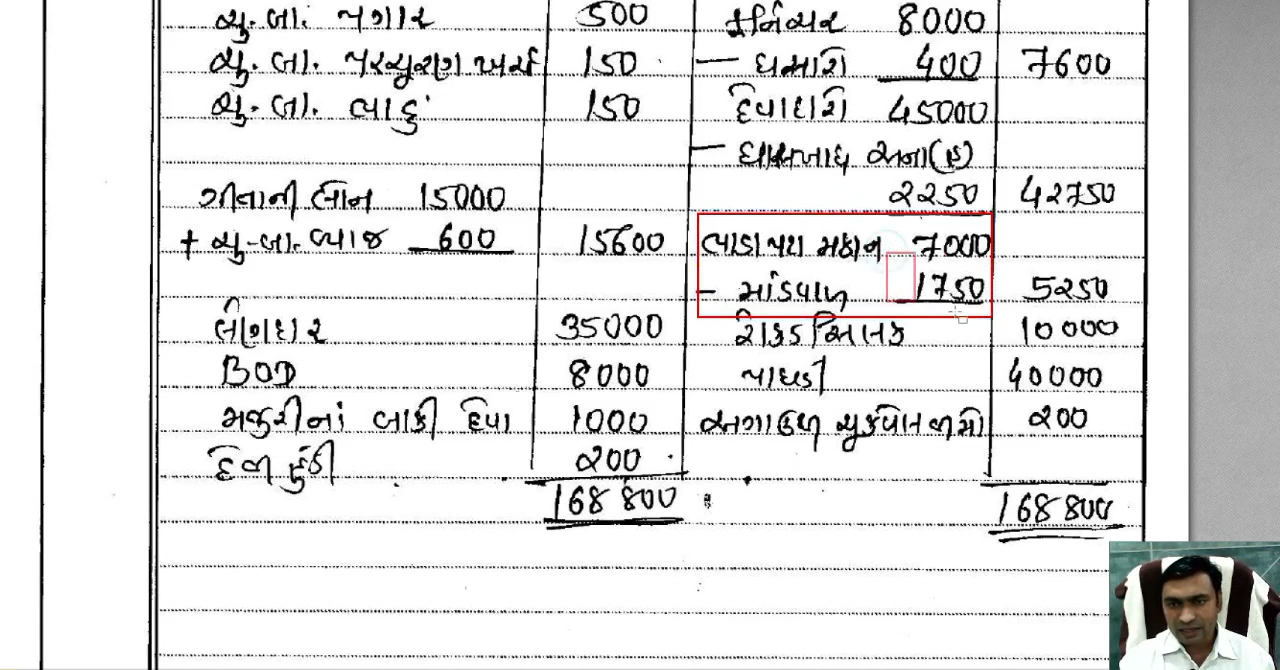 ચુ. બા. પગાર 500 ફર્નિચર 8000
ચુ. બા. પરચુરણ ખર્ચ 150 – ઘસારો 400 7600
ચુ. બા. ભાડું 150 દેવાદારો 45000
– ઘાલખાધ અના(હ)
ગીતાની લોન 15000 2250 42750
+ ચુ. બા. વ્યાજ 600 15600 ભાડાપટ્ટે મકાન 7000
– માંડવાળ 1750 5250
લેણદાર 35000 રોકડ સિલક 10000
BOD 8000 પાઘડી 40000
મજુરીનાં બાકી દેવા 1000 અગાઉથી ચુકવેલ વીમો 200
દેવી હુંડી 200
168800 168800